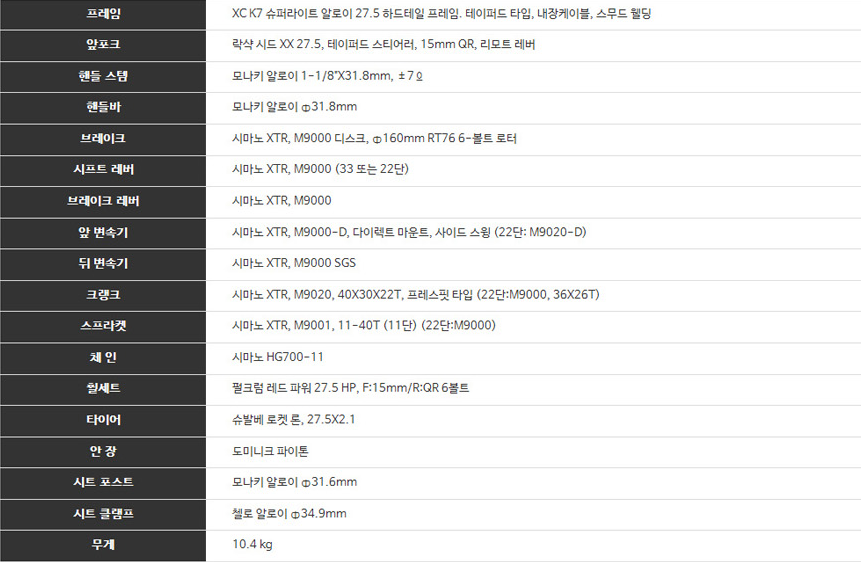 프레임 XC K7 슈퍼라이트 알로이 27.5 하드테일 프레임. 테이퍼드 타입, 내장케이블, 스무드 웰딩
앞포크 락샥 시드 XX 27.5, 테이퍼드 스티어러, 15mm QR, 리모트 레버
핸들 스템 모나키 알로이 1-1/8"X31.8mm, ±7º
핸들바 모나키 알로이 ф31.8mm
브레이크 시마노 XTR, M9000 디스크, ф160mm RT76 6-볼트 로터
시프트 레버 시마노 XTR, M9000 (33 또는 22단)
브레이크 레버 시마노 XTR, M9000
앞 변속기 시마노 XTR, M9000-D, 다이렉트 마운트, 사이드 스윙 (22단: M9020-D)
뒤 변속기 시마노 XTR, M9000 SGS
크랭크 시마노 XTR, M9020, 40X30X22T, 프레스핏 타입 (22단:M9000, 36X26T)
스프라켓 시마노 XTR, M9001, 11-40T (11단) (22단:M9000)
체 인 시마노 HG700-11
휠세트 펄크럼 레드 파워 27.5 HP, F:15mm/R:QR 6볼트
타이어 슈발베 로켓 론, 27.5X2.1
안 장 도미니크 파이톤
시트 포스트 모나키 알로이 ф31.6mm
시트 클램프 첼로 알로이 ф34.9mm
무게 10.4 kg